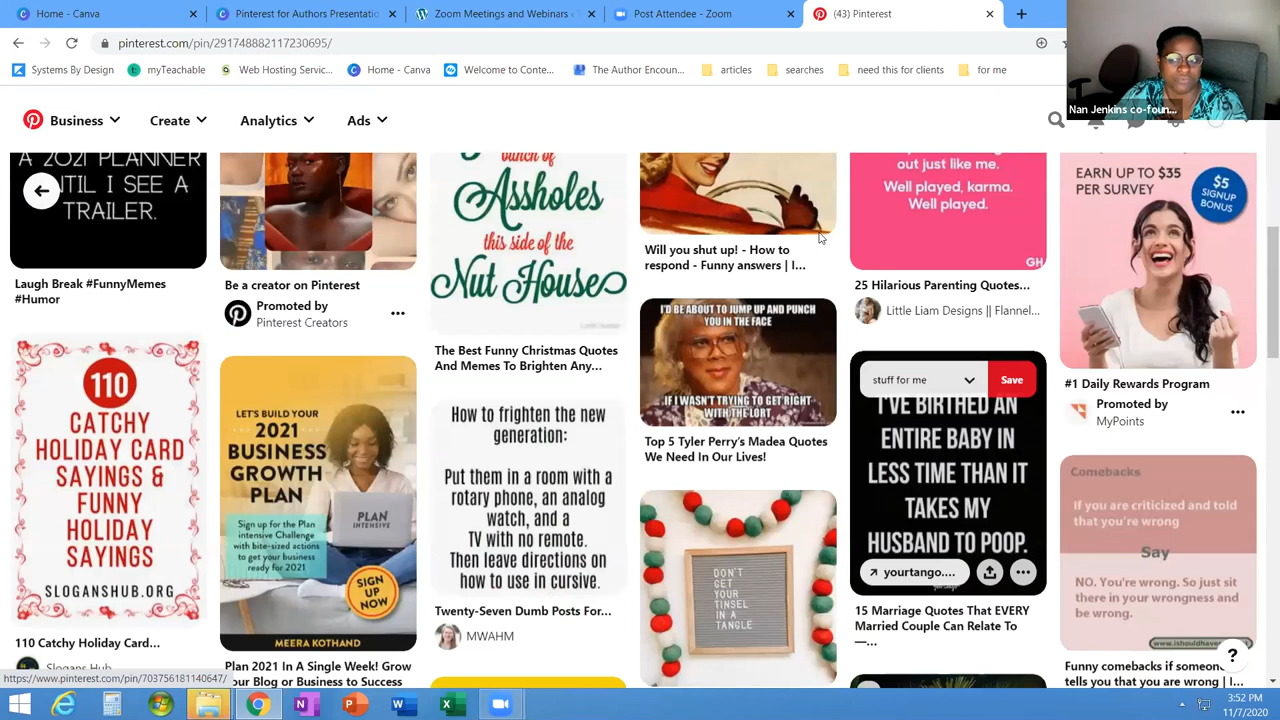 Home - Canva
Pinterest for Authors Presentatio
Zoom Meetings and Webinars
Post Attendee - Zoom
(43) Pinterest
pinterest.com/pin/291748882117230695/
Systems By Design
myTeachable
Web Hosting Servic...
Home - Canva
Welcome to Conte...
The Author Encoun...
articles
searches
need this for clients
for me
Nan Jenkins co-foun...
Business
Create
Analytics
Ads
A 2021 PLANNER
UNTIL I SEE A
TRAILER.
Laugh Break #FunnyMemes
#Humor
110
CATCHY
HOLIDAY CARD
SAYINGS &
FUNNY
HOLIDAY
SAYINGS
SLOGANSHUB.ORG
110 Catchy Holiday Card...
Slogans Hub
Be a creator on Pinterest
Promoted by
Pinterest Creators
LET'S BUILD YOUR
2021
BUSINESS
GROWTH
PLAN
Sign up for the Plan
intensive Challenge
with bite-sized actions
to get your business
ready for 2021
PLAN
INTENSIVE
SIGN
UP
NOW
MEERA KOTHAND
Plan 2021 In A Single Week! Grow
Your Blog or Business to Success
bunch of
Assholes
this side of the
Nut House
The Best Funny Christmas Quotes
And Memes To Brighten Any...
How to frighten the new
generation:
Put them in a room with a
rotary phone, an analog
watch, and a
TV with no remote.
Then leave directions on
how to use in cursive.
Twenty-Seven Dumb Posts For...
MWAHM
Will you shut up! - How to
respond - Funny answers | I...
I'D BE ABOUT TO JUMP UP AND PUNCH
YOU IN THE FACE
IF I WASN'T TRYING TO GET RIGHT
WITH THE LORT
Top 5 Tyler Perry's Madea Quotes
We Need In Our Lives!
DON'T
GET
YOUR
TINSEL
IN A
TANGLE
out just like me.
Well played, karma.
Well played.
GH
25 Hilarious Parenting Quotes...
Little Liam Designs || Flannel...
stuff for me
Save
I'VE BIRTHED AN
ENTIRE BABY IN
LESS TIME THAN IT
TAKES MY
HUSBAND TO POOP.
yourtango....
15 Marriage Quotes That EVERY
Married Couple Can Relate To
—...
EARN UP TO $35
PER SURVEY
$5
SIGNUP
BONUS
#1 Daily Rewards Program
Promoted by
MyPoints
Comebacks
If you are criticized and told
that you're wrong
Say
NO. You're wrong. So just sit
there in your wrongness and
be wrong.
Funny comebacks if someone
tells you that you are wrong | I...
?
https://www.pinterest.com/pin/703756181140647/
3:52 PM
11/7/2020